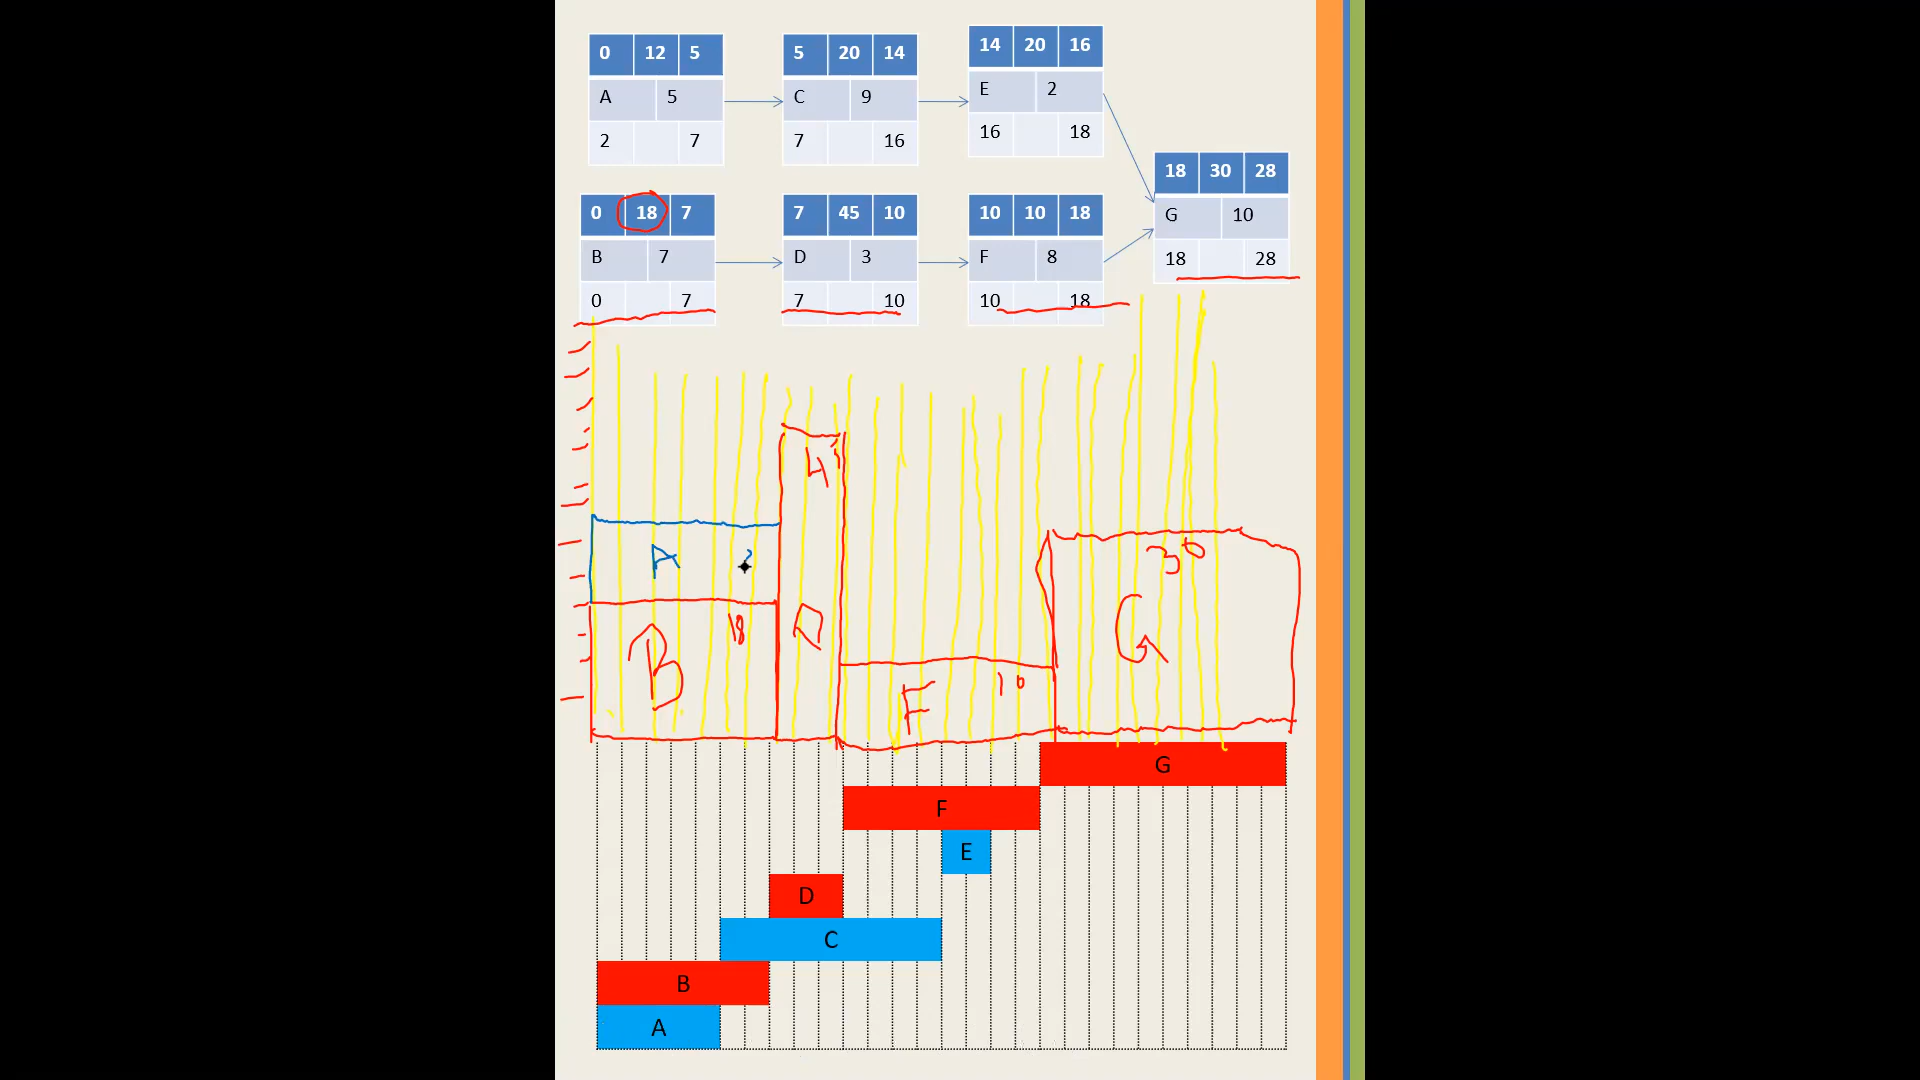 0 12 5
A 5
2 7
5 20 14
C 9
7 16
14 20 16
E 2
16 18
18 30 28
G 10
18 28
0 18 7
B 7
0 7
7 45 10
D 3
7 10
10 10 18
F 8
10 18
A
B 18
D
F 10
G 30
G
F
E
D
C
B
A